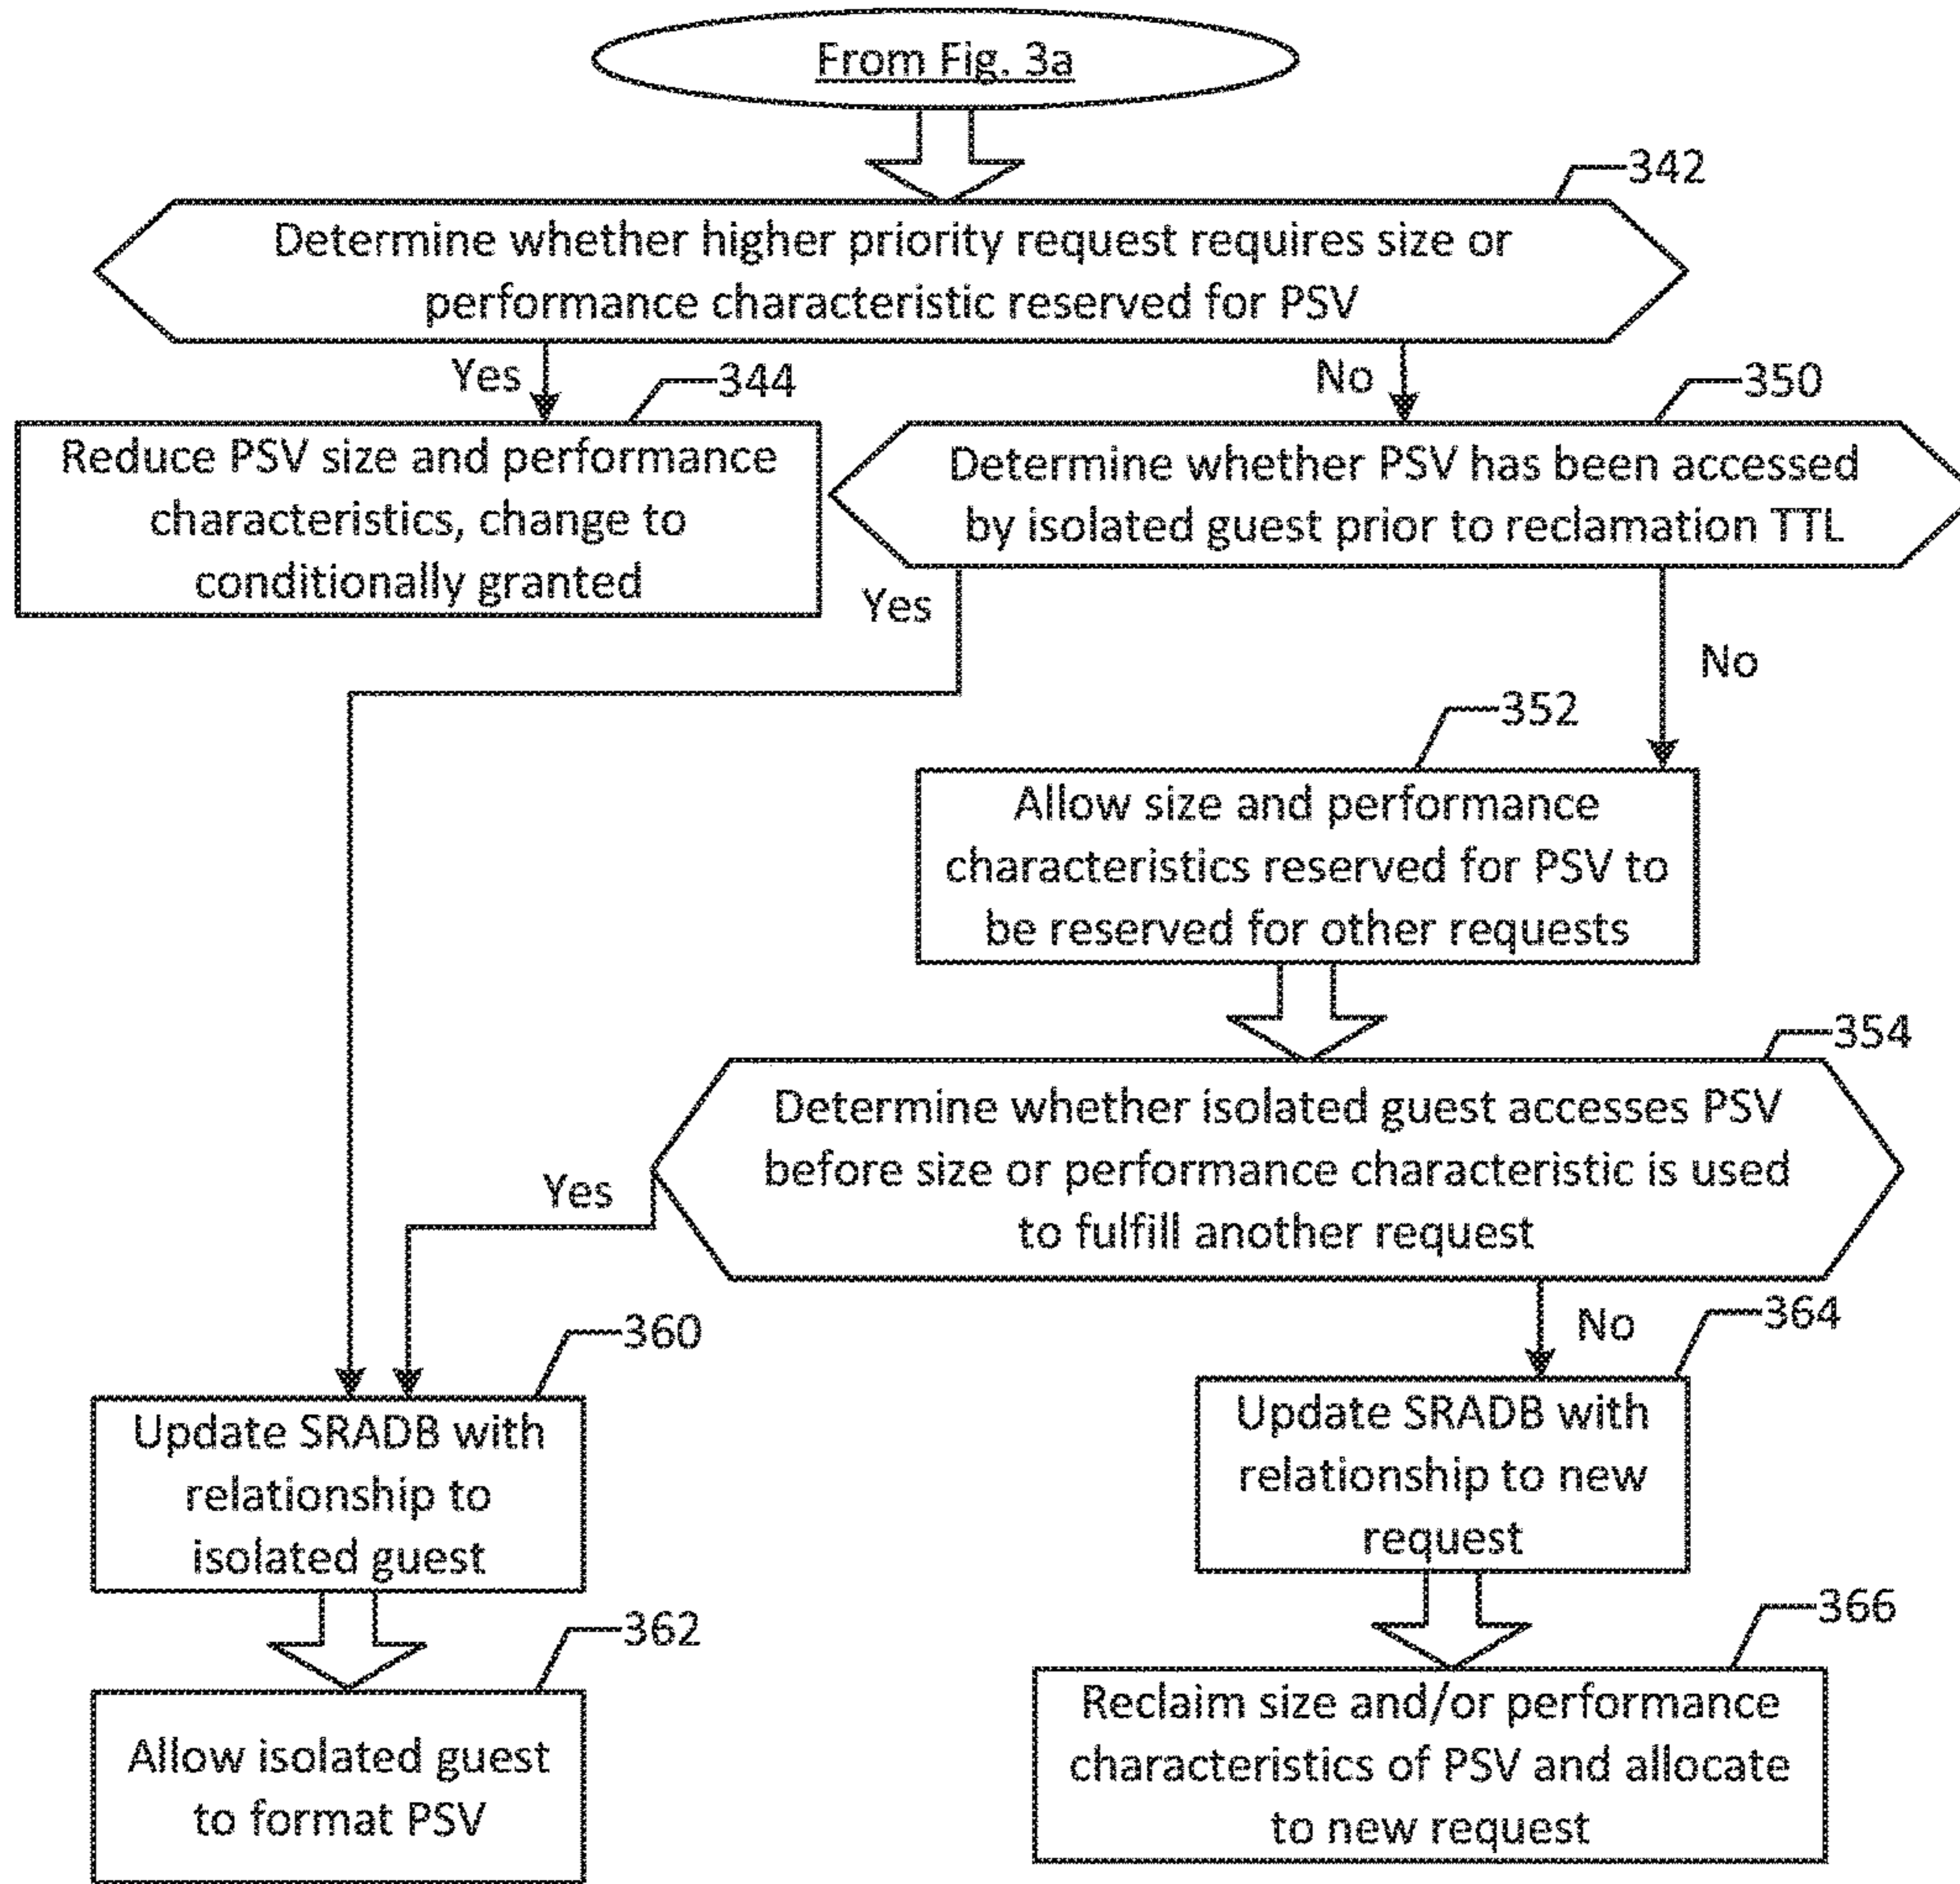 From Fig. 3a
342
Determine whether higher priority request requires size or
performance characteristic reserved for PSV
Yes
No
344
350
Reduce PSV size and performance
characteristics, change to
conditionally granted
Determine whether PSV has been accessed
by isolated guest prior to reclamation TTL
Yes
No
352
Allow size and performance
characteristics reserved for PSV to
be reserved for other requests
354
Determine whether isolated guest accesses PSV
before size or performance characteristic is used
to fulfill another request
Yes
No
360
364
Update SRADB with
relationship to
isolated guest
Update SRADB with
relationship to new
request
362
366
Allow isolated guest
to format PSV
Reclaim size and/or performance
characteristics of PSV and allocate
to new request